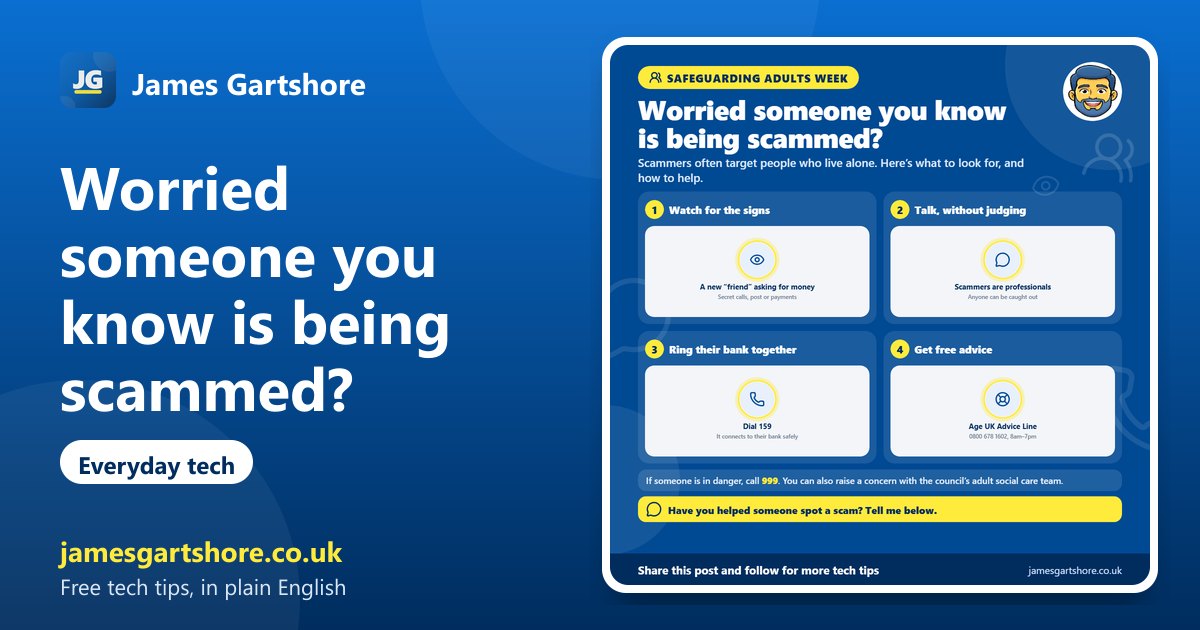 JG
James Gartshore
Worried
someone you
know is being
scammed?
Everyday tech
jamesgartshore.co.uk
Free tech tips, in plain English
SAFEGUARDING ADULTS WEEK
Worried someone you know
is being scammed?
Scammers often target people who live alone. Here's what to look for, and
how to help.
1 Watch for the signs
A new "friend" asking for money
Secret calls, post or payments
2 Talk, without judging
Scammers are professionals
Anyone can be caught out
3 Ring their bank together
Dial 159
It connects to their bank safely
4 Get free advice
Age UK Advice Line
0800 678 1602, 8am–7pm
If someone is in danger, call 999. You can also raise a concern with the council's adult social care team.
Have you helped someone spot a scam? Tell me below.
Share this post and follow for more tech tips
jamesgartshore.co.uk